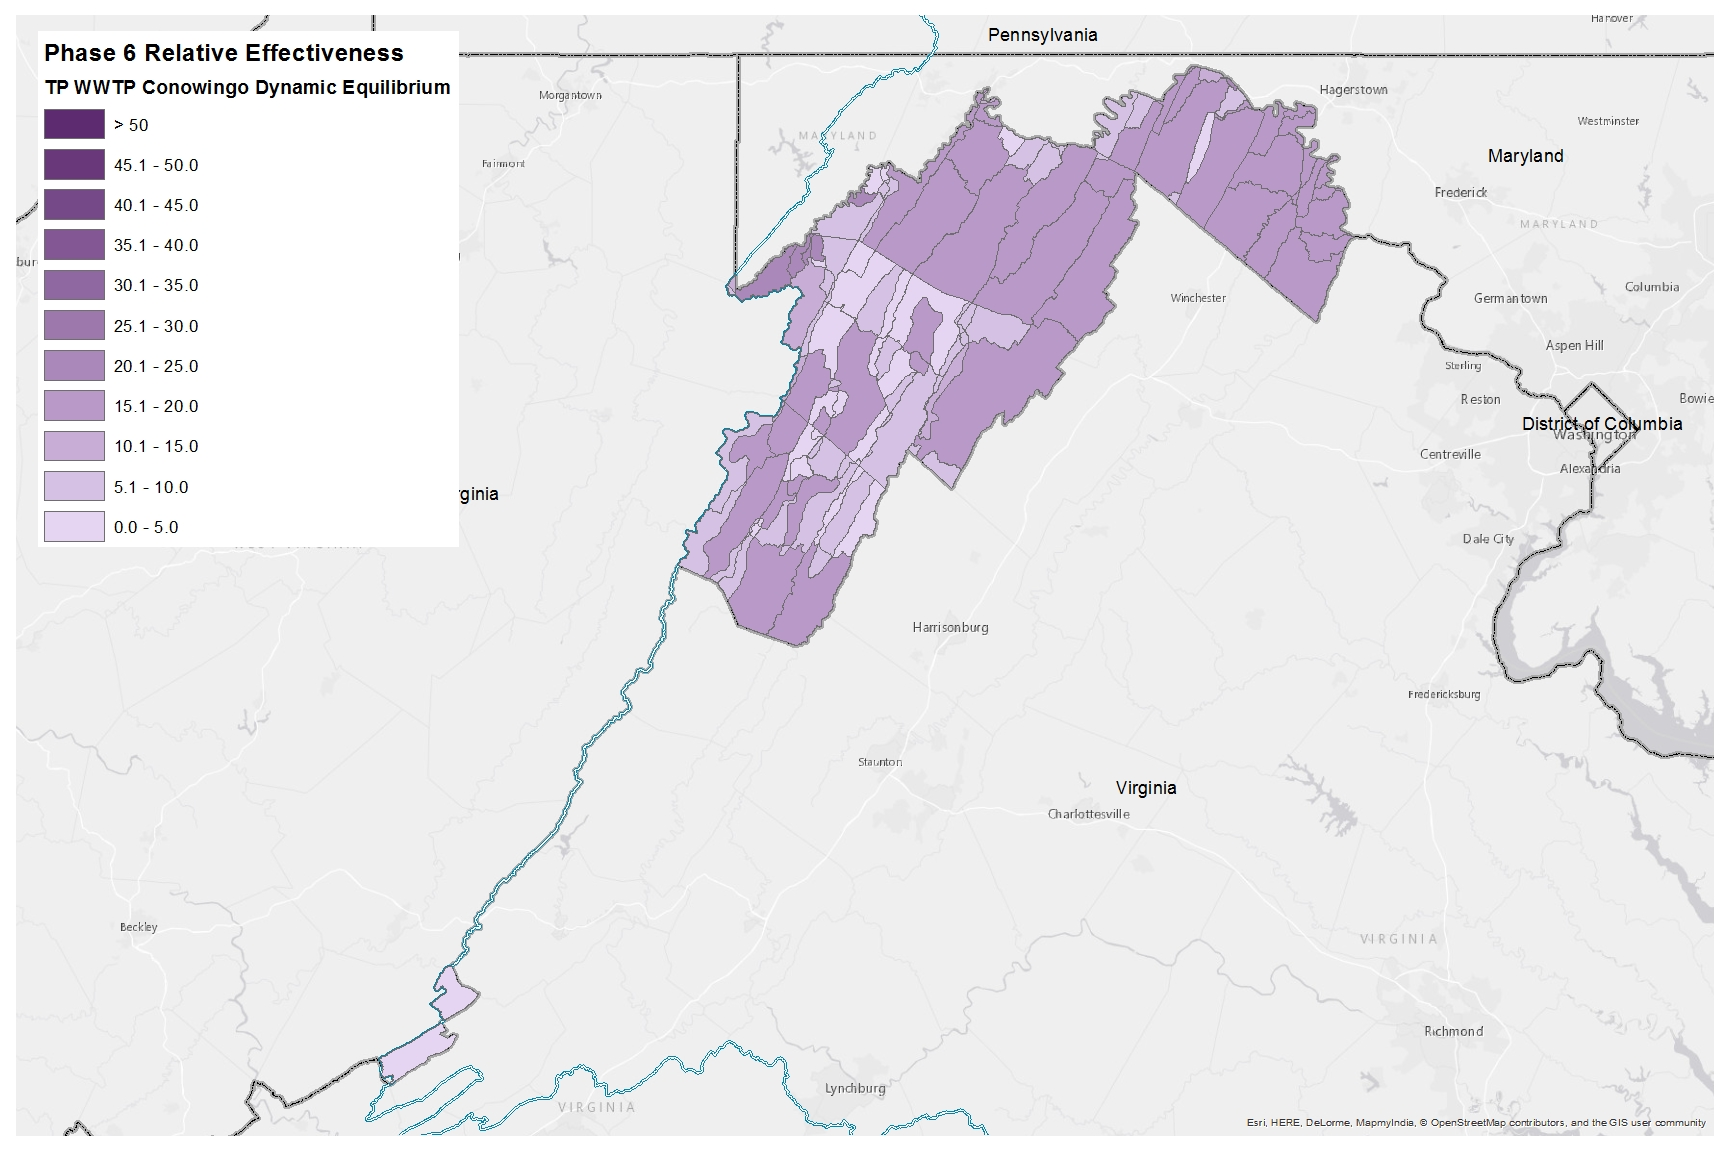 Hanover
Pennsylvania
Phase 6 Relative Effectiveness
TP WWTP Conowingo Dynamic Equilibrium
> 50
45.1 - 50.0
40.1 - 45.0
35.1 - 40.0
30.1 - 35.0
25.1 - 30.0
20.1 - 25.0
15.1 - 20.0
10.1 - 15.0
5.1 - 10.0
0.0 - 5.0
Morgantown
Hagerstown
MARYLAND
Westminster
Fairmont
Maryland
Frederick
MARYLAND
bur
Columbia
Winchester
Germantown
Aspen Hill
Sterling
Reston
Bowie
District of Columbia
Washington
Centreville
Alexandria
rginia
Dale City
Harrisonburg
Fredericksburg
Staunton
Virginia
Charlottesville
Beckley
VIRGINIA
Richmond
Lynchburg
VIRGINIA
Esri, HERE, DeLorme, MapmyIndia, © OpenStreetMap contributors, and the GIS user community